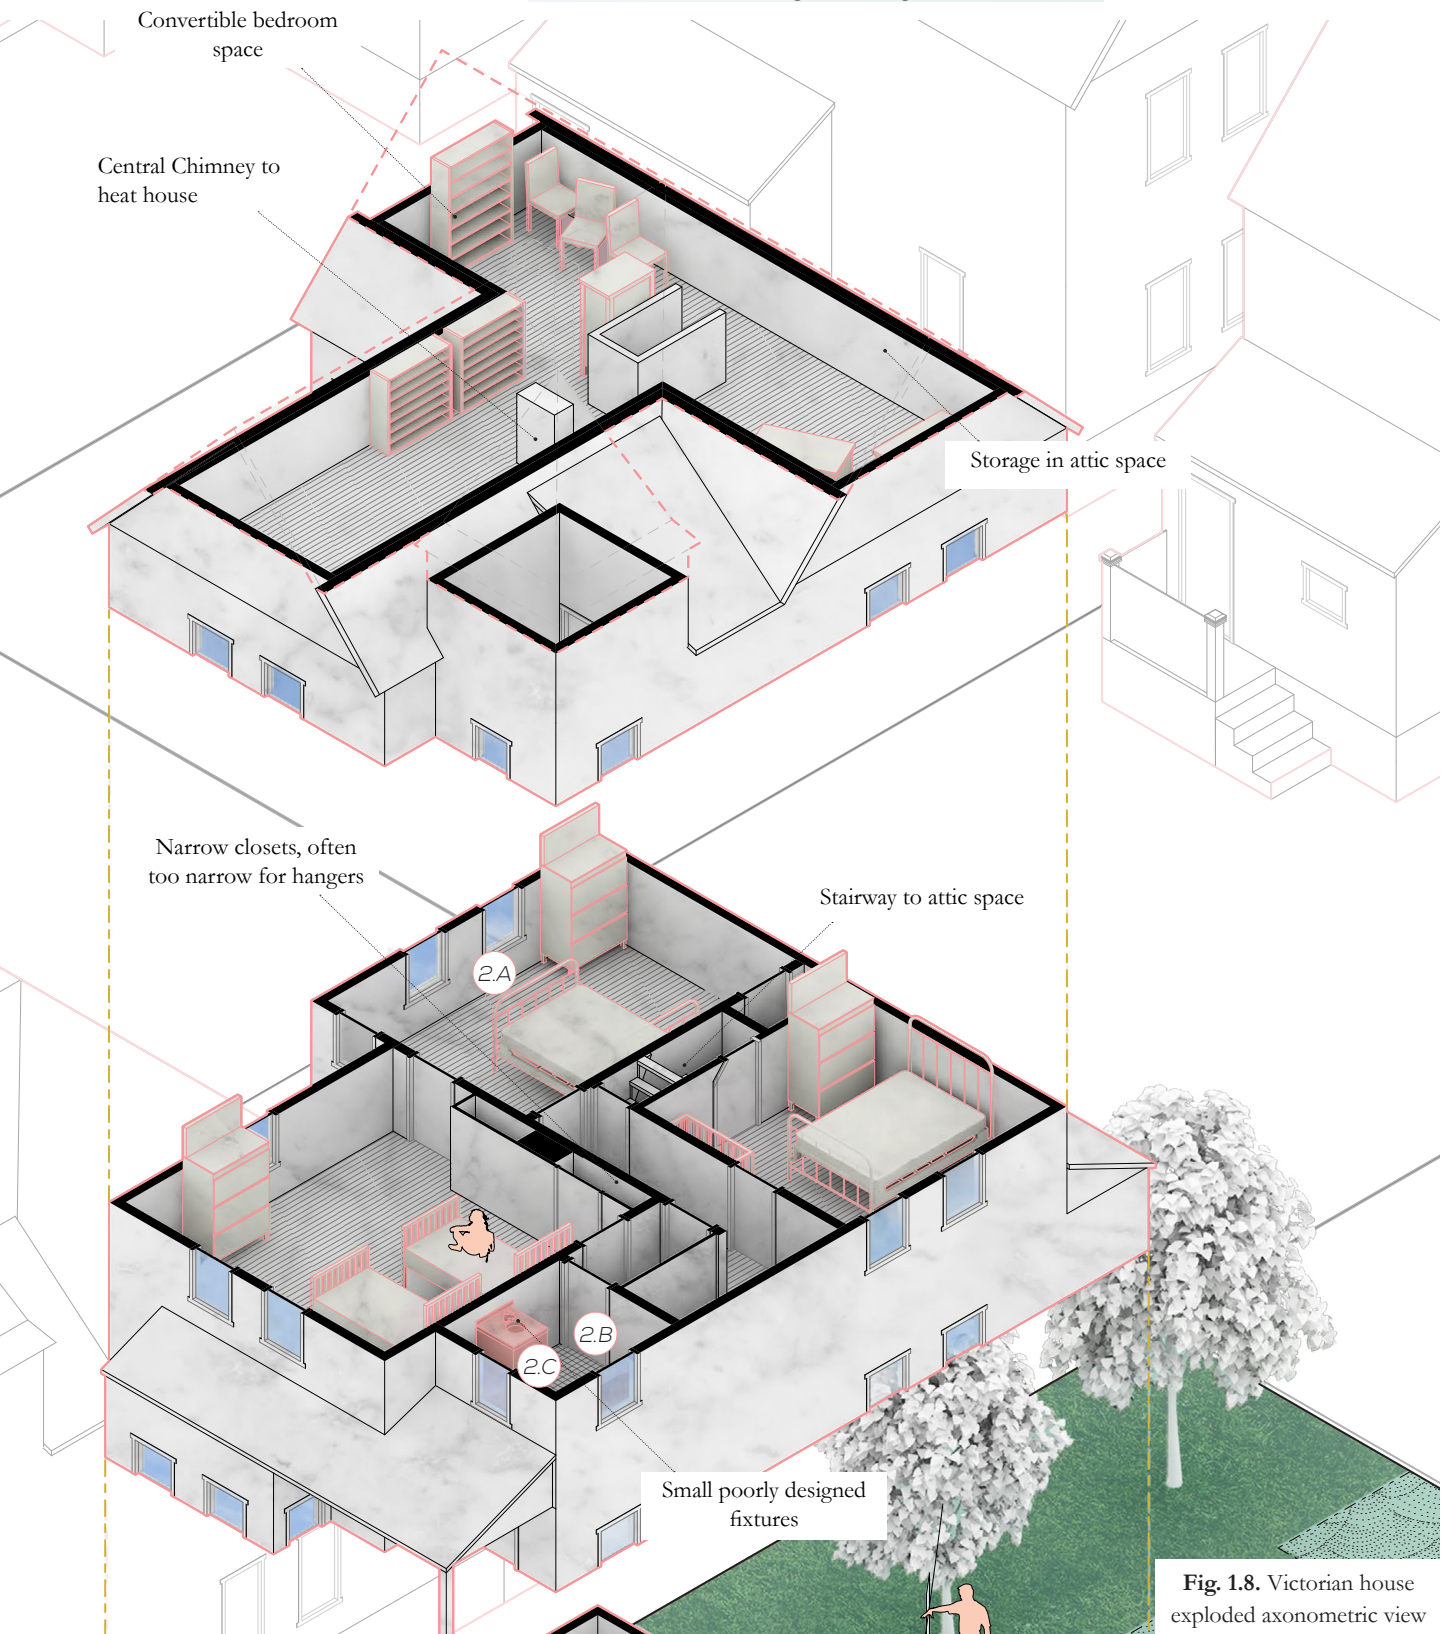 Convertible bedroom
space
Central Chimney to
heat house
Storage in attic space
Narrow closets, often
too narrow for hangers
Stairway to attic space
2.A
2.B
2.C
Small poorly designed
fixtures
Fig. 1.8. Victorian house
exploded axonometric view